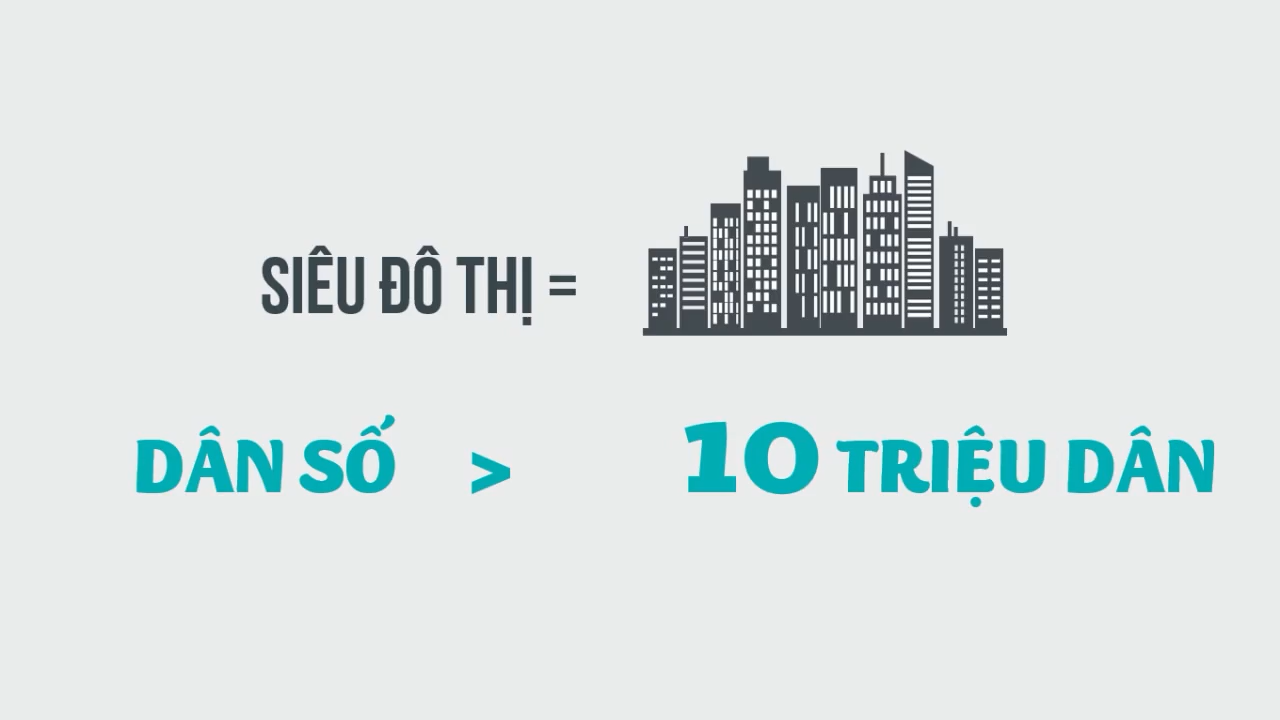 SIÊU ĐÔ THỊ =
DÂN SỐ > 10 TRIỆU DÂN